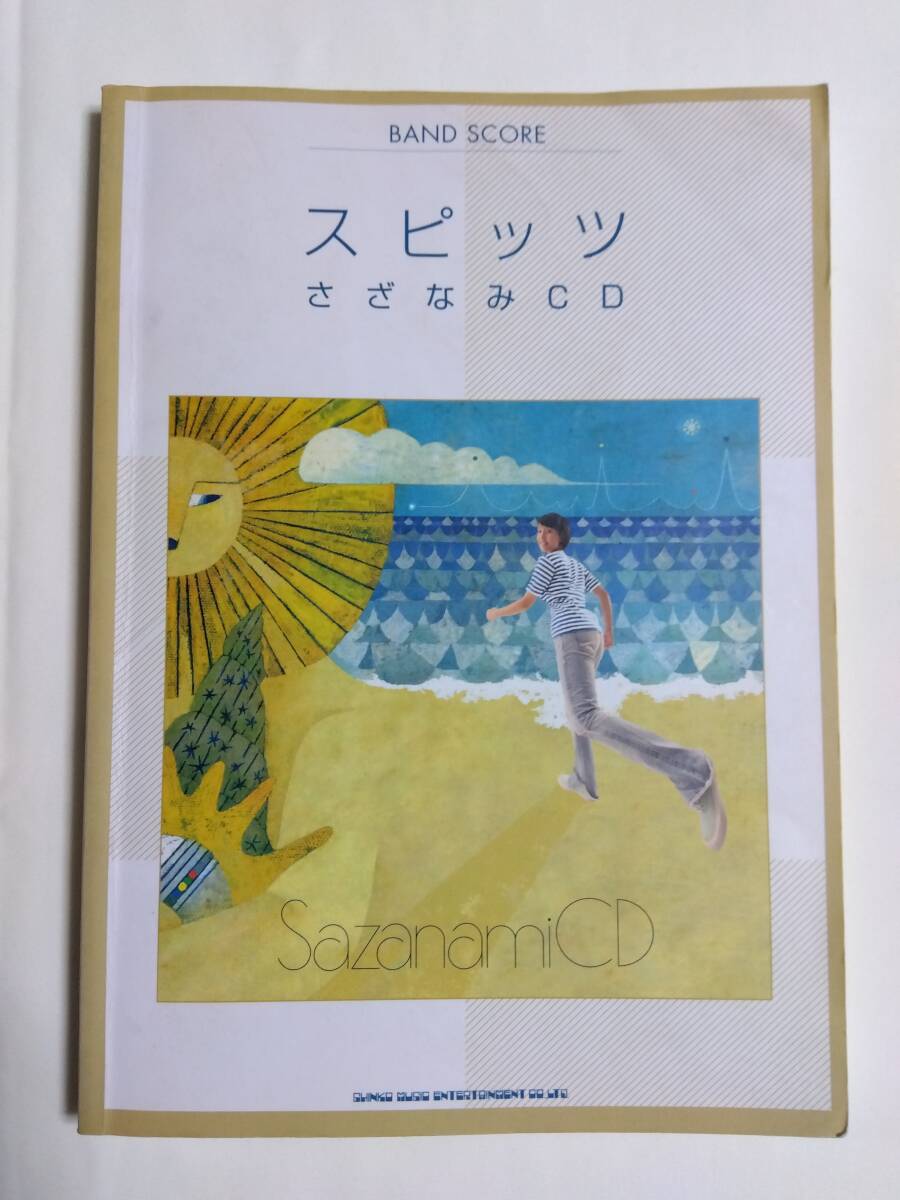 BAND SCORE
スピッツ
さざなみCD
SazanamiCD
SHINKO MUSIC ENTERTAINMENT CO.,LTD.